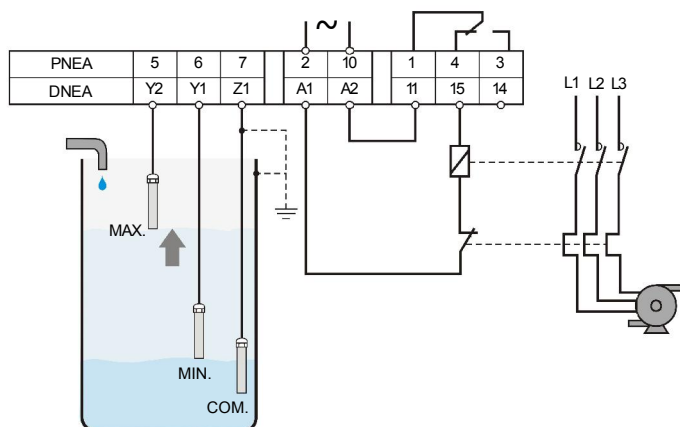 ~
PNEA 5 6 7 2 10 1 4 3
DNEA Y2 Y1 Z1 A1 A2 11 15 14
L1 L2 L3
MAX.
MIN.
COM.